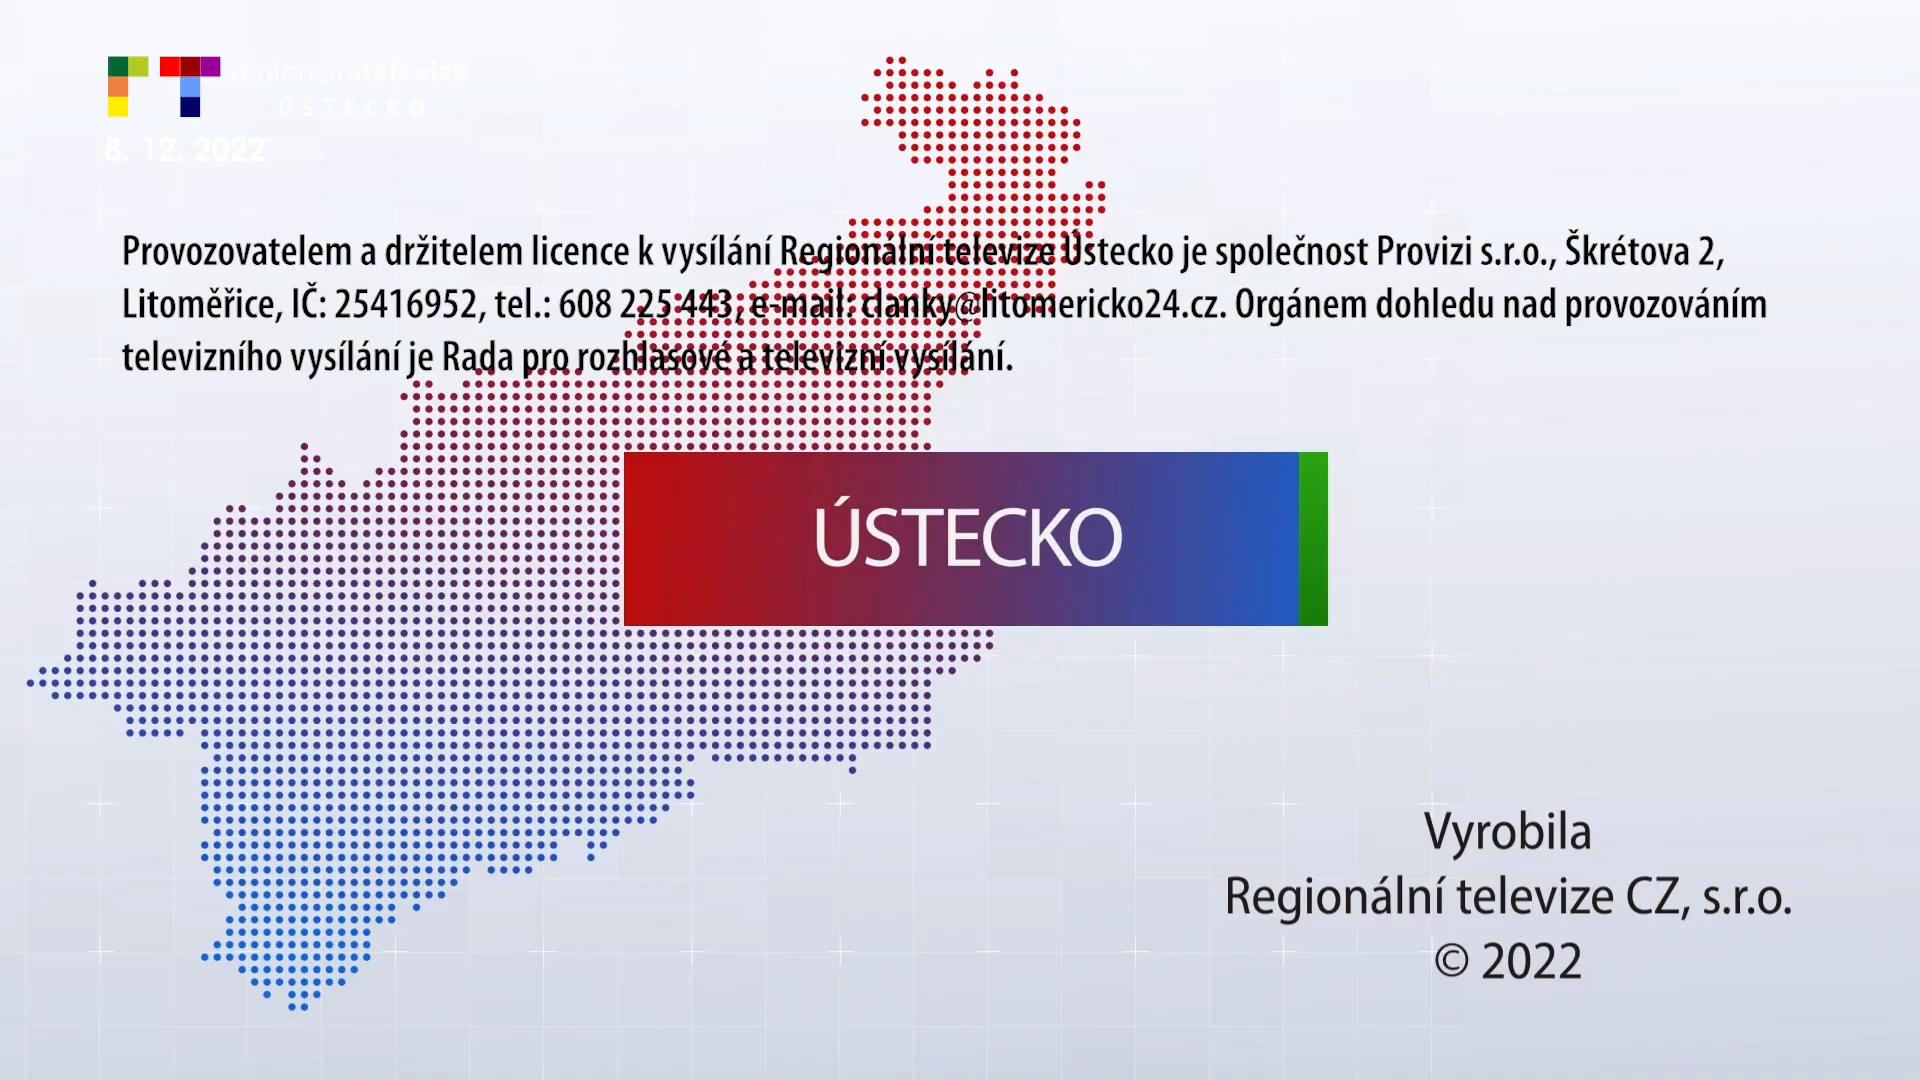 regionálnítelevize
ÚSTECKO
8. 12. 2022
Provozovatelem a držitelem licence k vysílání Regionální televize Ústecko je společnost Provizi s.r.o., Škrétova 2,
Litoměřice, IČ: 25416952, tel.: 608 225 443, e-mail: clanky@litomericko24.cz. Orgánem dohledu nad provozováním
televizního vysílání je Rada pro rozhlasové a televizní vysílání.
ÚSTECKO
Vyrobila
Regionální televize CZ, s.r.o.
© 2022